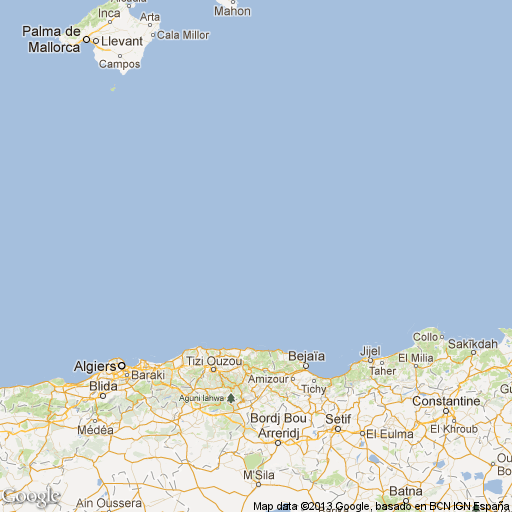 Alcúdia
Mahon
Inca
Arta
Palma de
Mallorca
Llevant
Cala Millor
Campos
Collo
Sakikdah
Jijel
El Milia
Bejaïa
Taher
Tizi Ouzou
Algiers
Baraki
Amizour
Tichy
Blida
Aguni Iahwa
Constantine
Bordj Bou
Arreridj
Setif
El Khroub
El Eulma
Médéa
M'Sila
Ain Oussera
Batna
Google
Map data ©2013 Google, basado en BCN IGN España